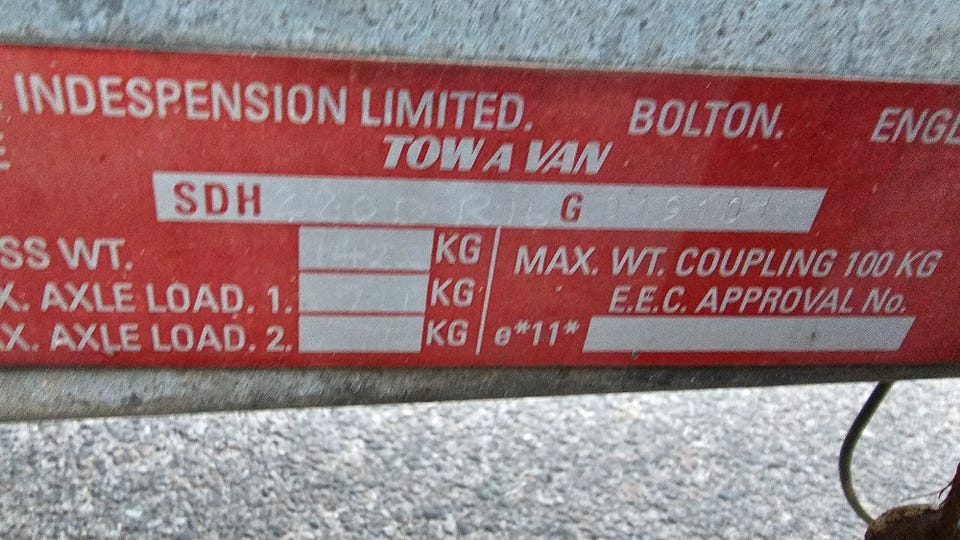 INDESPENSION LIMITED. BOLTON. ENGL
TOW A VAN
SDH G
SS WT. KG
X. AXLE LOAD. 1. KG
X. AXLE LOAD. 2. KG
MAX. WT. COUPLING 100 KG
E.E.C. APPROVAL No.
e*11*